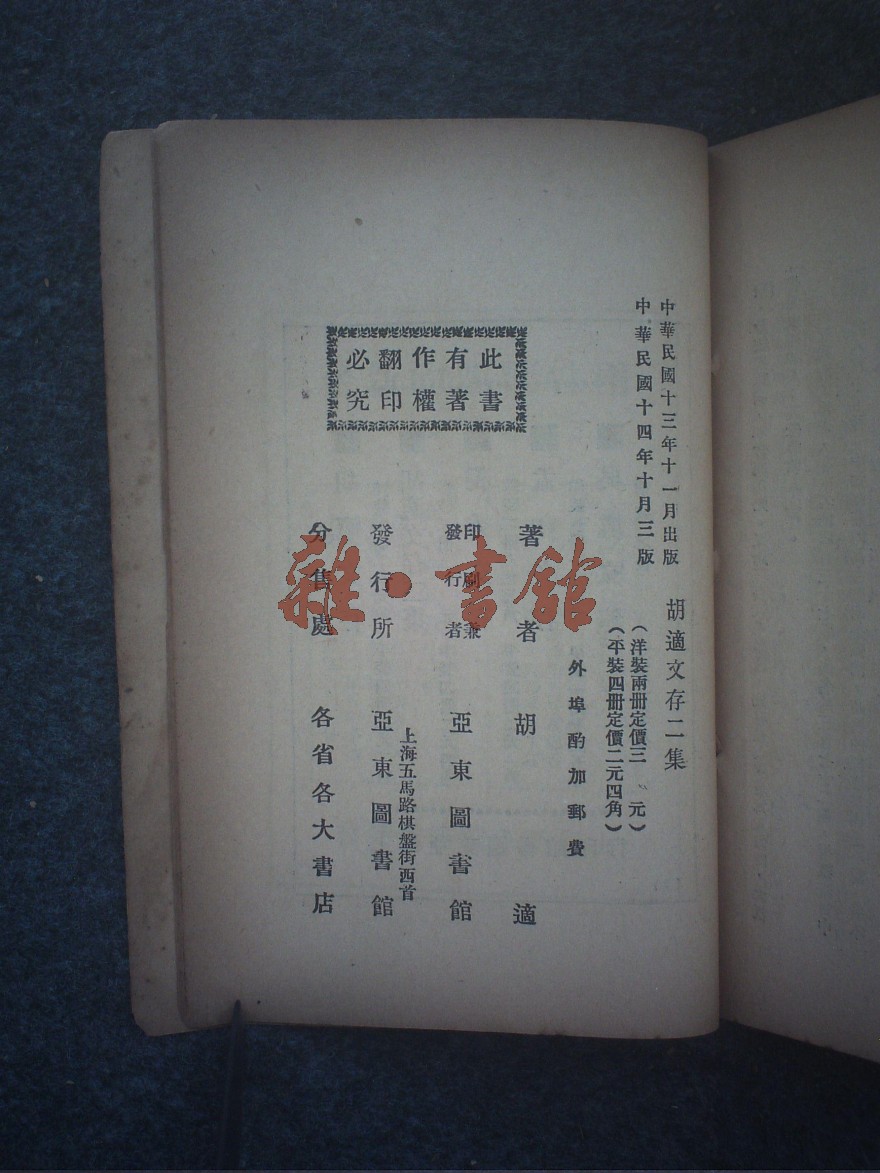 中華民國十三年十一月出版
中華民國十四年十月三版
胡適文存二集
（洋裝兩冊定價三元）
（平裝四冊定價二元四角）
外埠酌加郵費
此書
有著
作權
翻印
必究
著者 胡適
印刷兼
發行者 亞東圖書館
上海五馬路棋盤街西首
發行所 亞東圖書館
分售處 各省各大書店
雜·書館